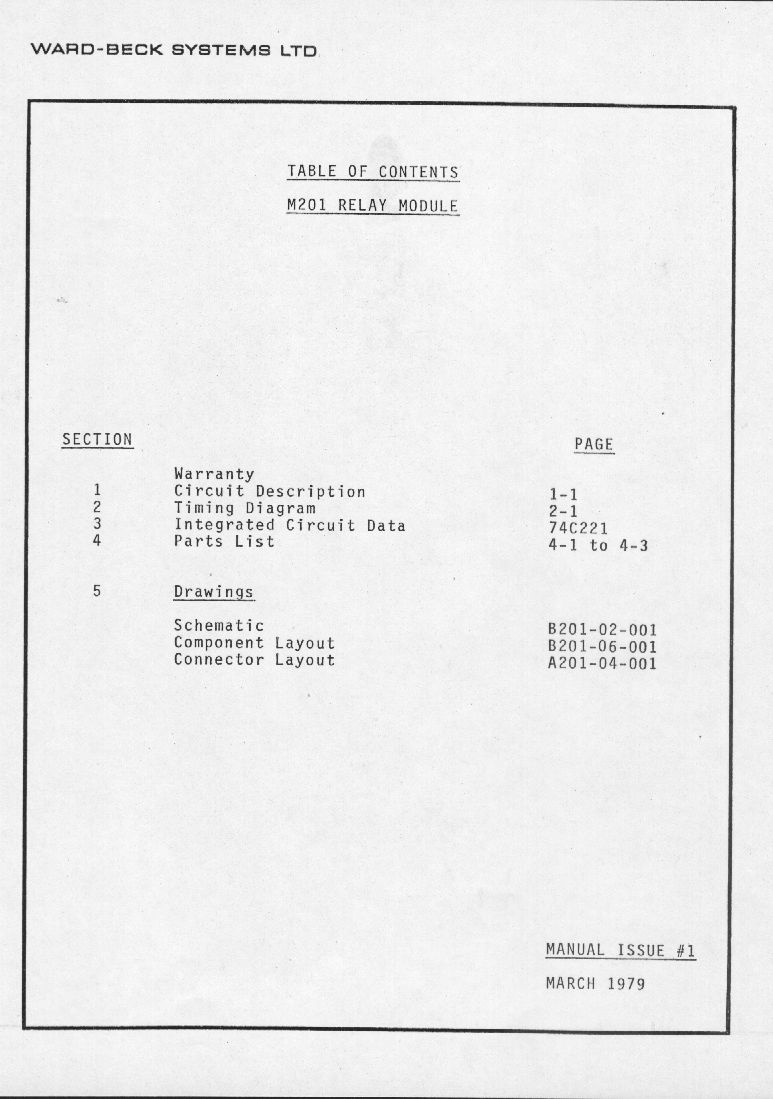 WARD-BECK SYSTEMS LTD.
TABLE OF CONTENTS
M201 RELAY MODULE
SECTION PAGE
Warranty
1 Circuit Description 1-1
2 Timing Diagram 2-1
3 Integrated Circuit Data 74C221
4 Parts List 4-1 to 4-3
5 Drawings
Schematic B201-02-001
Component Layout B201-06-001
Connector Layout A201-04-001
MANUAL ISSUE #1
MARCH 1979